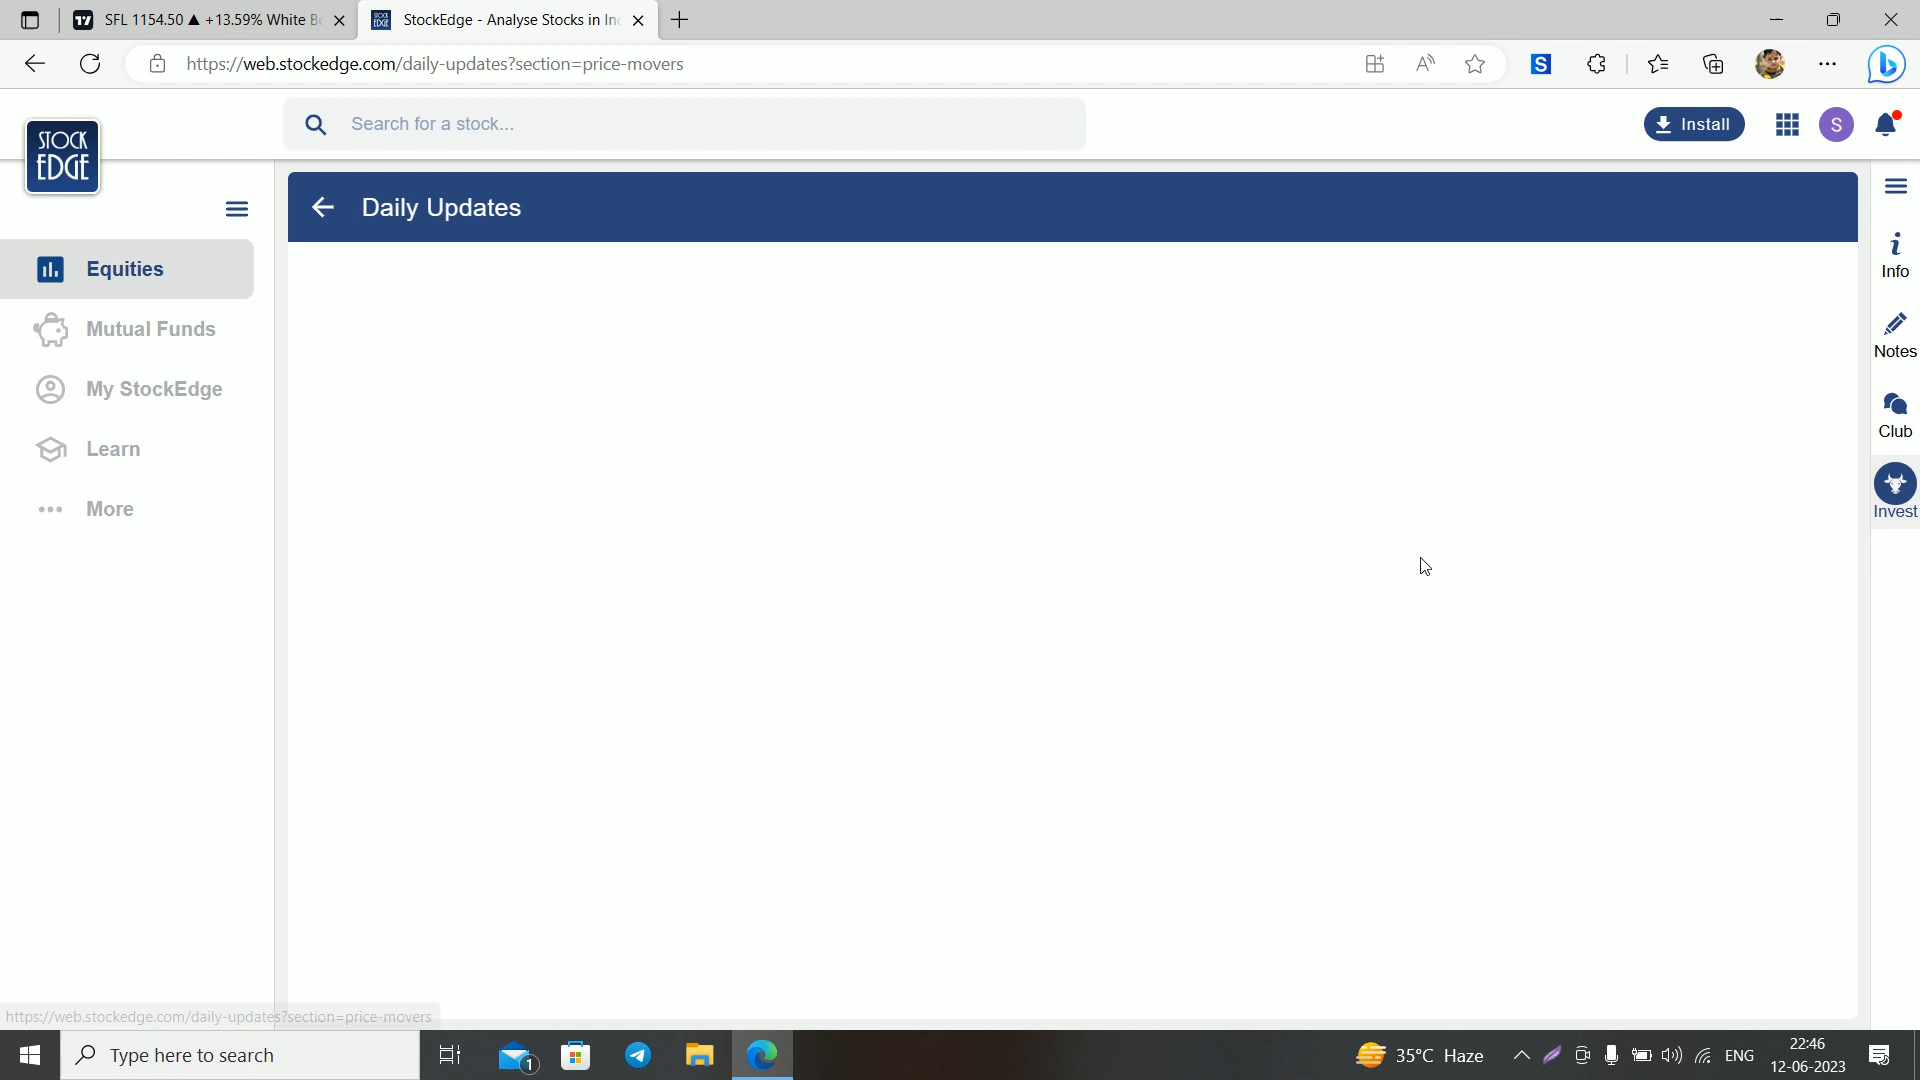 SFL 1154.50 ▲ +13.59% White B
StockEdge - Analyse Stocks in In
https://web.stockedge.com/daily-updates?section=price-movers
STOCK
EDGE
Search for a stock...
Install
S
Daily Updates
Equities
Mutual Funds
My StockEdge
Learn
More
Info
Notes
Club
Invest
https://web.stockedge.com/daily-updates?section=price-movers
Type here to search
1
35°C Haze
ENG
22:46
12-06-2023